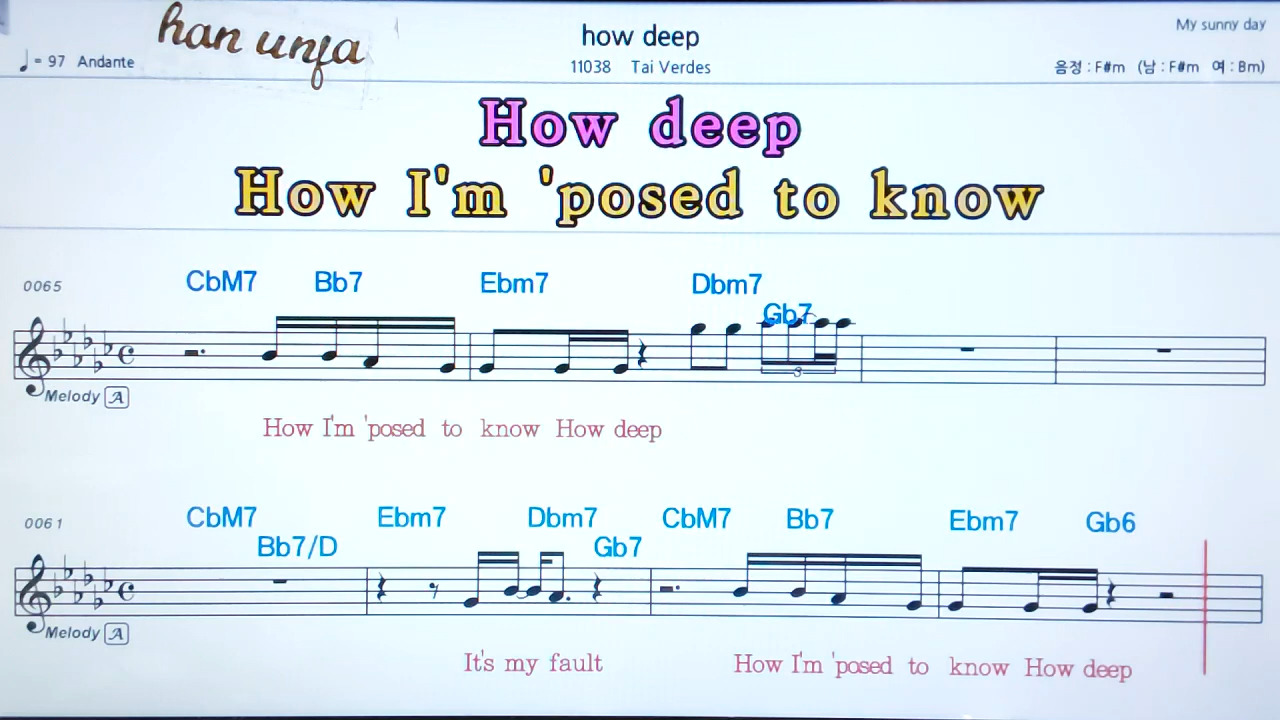 han unfa
how deep
My sunny day
♩= 97 Andante
11038 Tai Verdes
음정 : F#m (남 : F#m 여 : Bm)
How deep
How I'm 'posed to know
0065
CbM7 Bb7 Ebm7 Dbm7
Gb7
3
Melody A
How I'm 'posed to know How deep
0061
CbM7 Ebm7 Dbm7 CbM7 Bb7 Ebm7 Gb6
Bb7/D Gb7
Melody A
It's my fault How I'm 'posed to know How deep